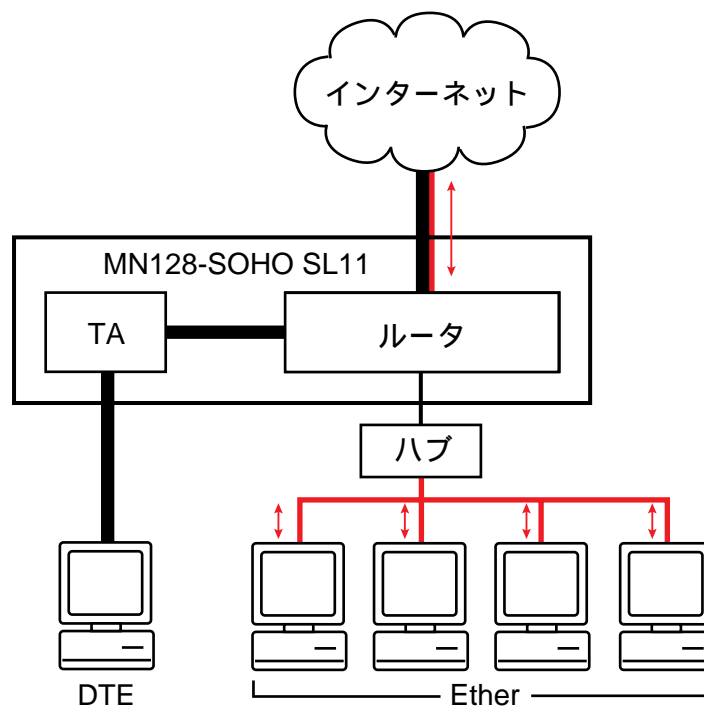 インターネット
MN128-SOHO SL11
TA
ルータ
ハブ
DTE
Ether